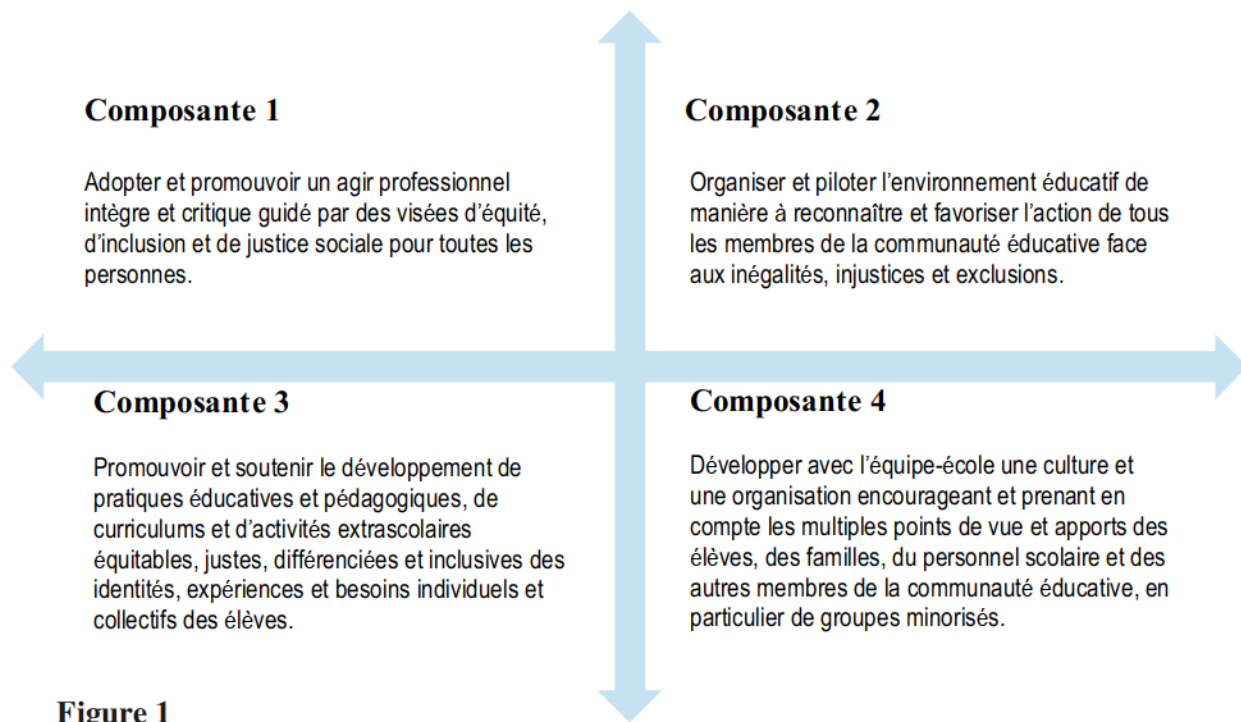 Composante 1
Adopter et promouvoir un agir professionnel
intègre et critique guidé par des visées d’équité,
d’inclusion et de justice sociale pour toutes les
personnes.
Composante 2
Organiser et piloter l’environnement éducatif de
manière à reconnaître et favoriser l’action de tous
les membres de la communauté éducative face
aux inégalités, injustices et exclusions.
Composante 3
Promouvoir et soutenir le développement de
pratiques éducatives et pédagogiques, de
curriculums et d’activités extrascolaires
équitables, justes, différenciées et inclusives des
identités, expériences et besoins individuels et
collectifs des élèves.
Composante 4
Développer avec l’équipe-école une culture et
une organisation encourageant et prenant en
compte les multiples points de vue et apports des
élèves, des familles, du personnel scolaire et des
autres membres de la communauté éducative, en
particulier de groupes minorisés.
Figure 1